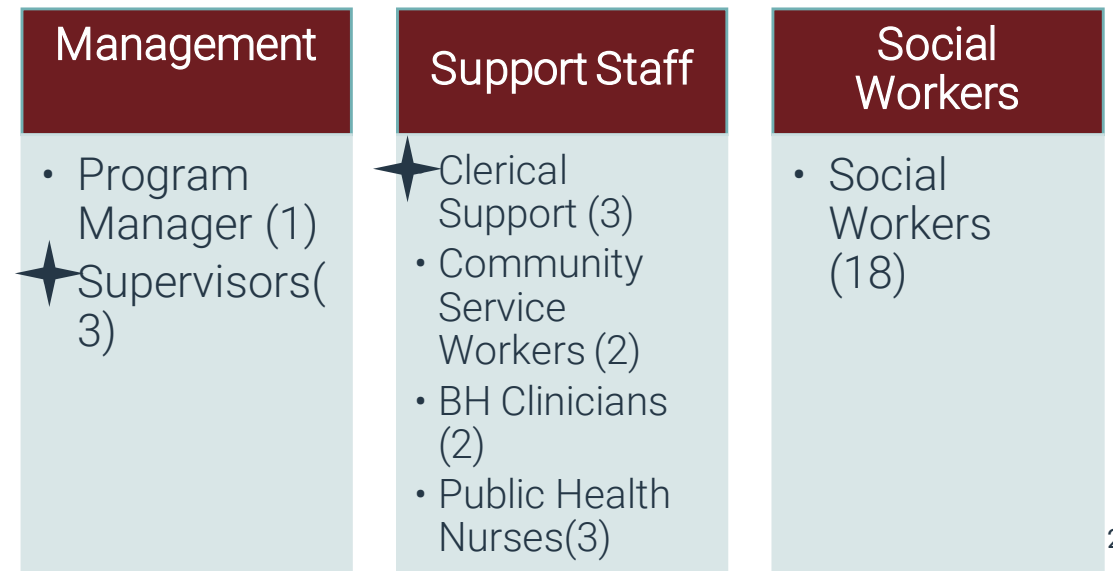 Management
• Program
Manager (1)
Supervisors(
3)
Support Staff
Clerical
Support (3)
• Community
Service
Workers (2)
• BH Clinicians
(2)
• Public Health
Nurses(3)
Social
Workers
• Social
Workers
(18)